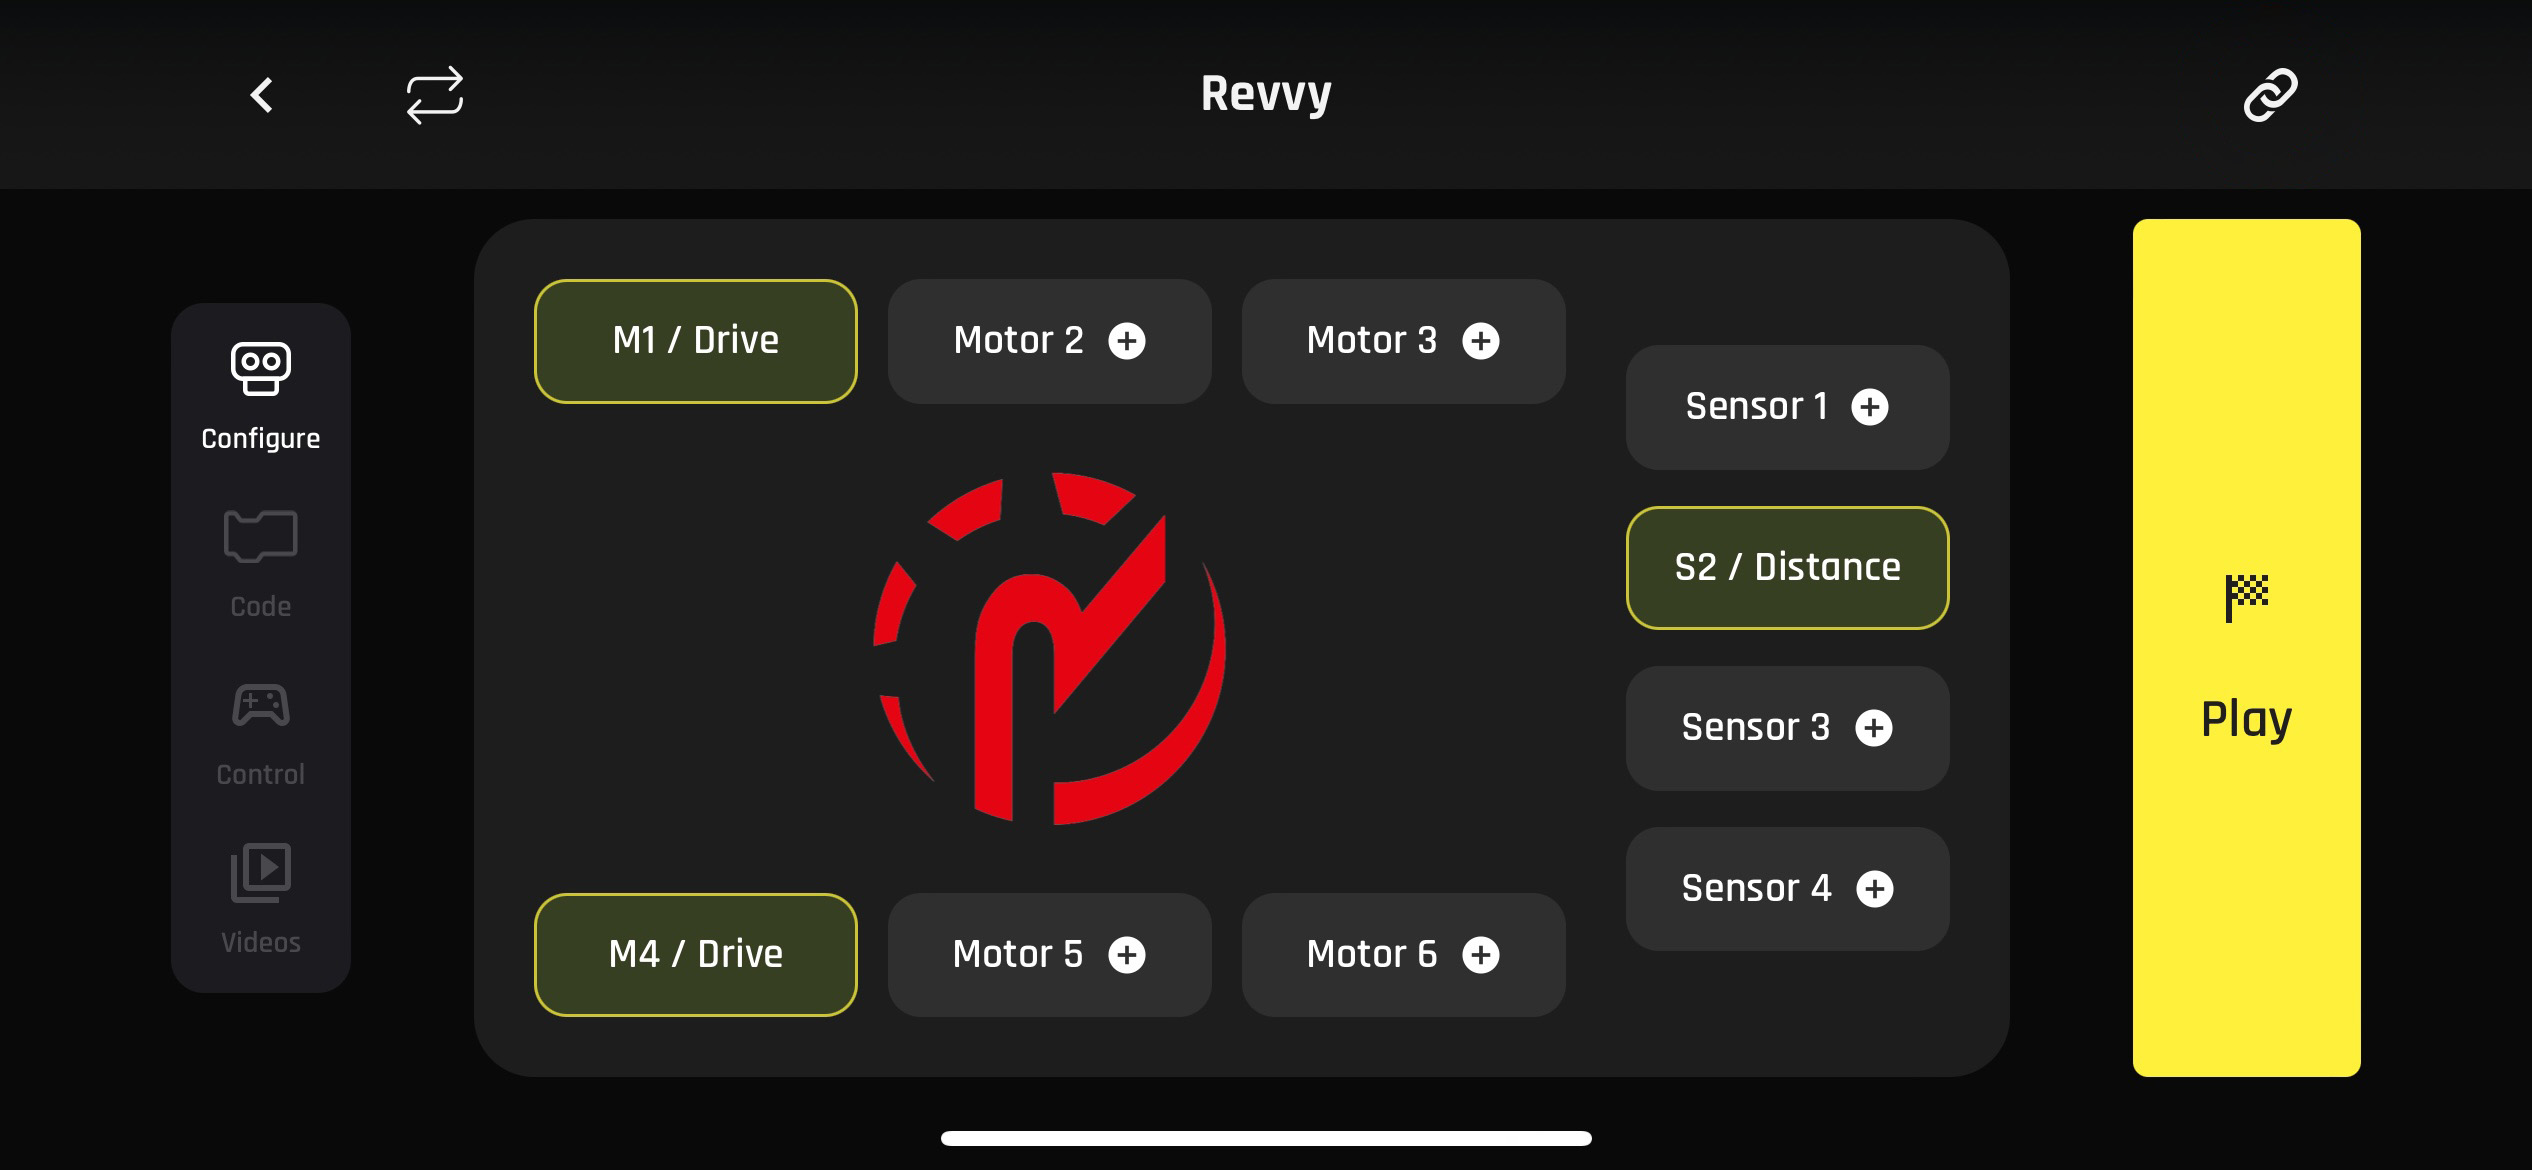 Revvy
Configure
Code
Control
Videos
M1 / Drive
Motor 2
Motor 3
Sensor 1
S2 / Distance
Sensor 3
Sensor 4
M4 / Drive
Motor 5
Motor 6
Play